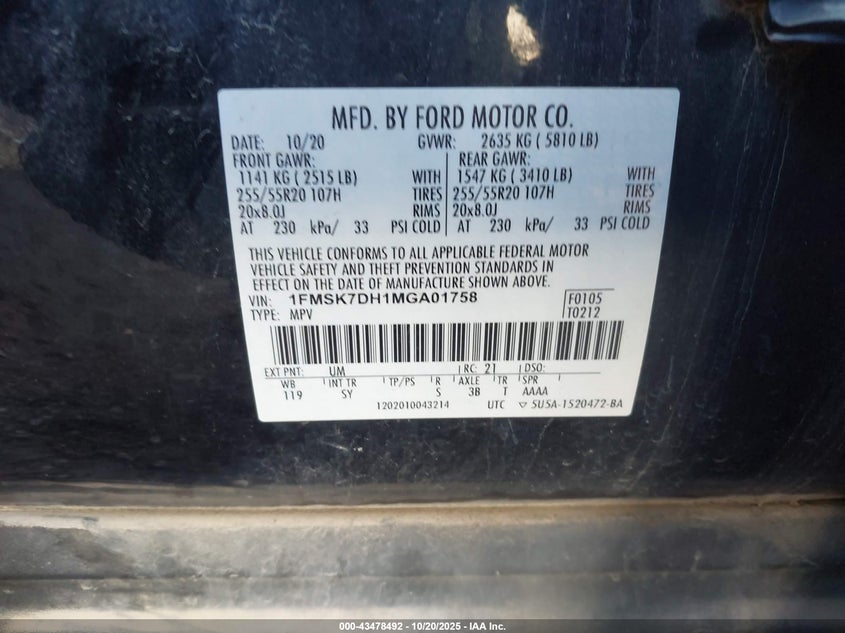 MFD. BY FORD MOTOR CO.
DATE: 10/20 GVWR: 2635 KG ( 5810 LB)
FRONT GAWR: REAR GAWR:
1141 KG ( 2515 LB) WITH 1547 KG ( 3410 LB) WITH
255/55R20 107H TIRES 255/55R20 107H TIRES
20x8.0J RIMS 20x8.0J RIMS
AT 230 kPa/ 33 PSI COLD AT 230 kPa/ 33 PSI COLD
THIS VEHICLE CONFORMS TO ALL APPLICABLE FEDERAL MOTOR
VEHICLE SAFETY AND THEFT PREVENTION STANDARDS IN
EFFECT ON THE DATE OF MANUFACTURE SHOWN ABOVE.
VIN: 1FMSK7DH1MGA01758 F0105
TYPE: MPV T0212
EXT PNT: UM RC: 21 DSO:
WB INT TR TP/PS R AXLE TR SPR
119 SY S 3B T AAAA
1202010043214 UTC ▽ 5U5A-1520472-BA
000-43478492 - 10/20/2025 - IAA Inc.